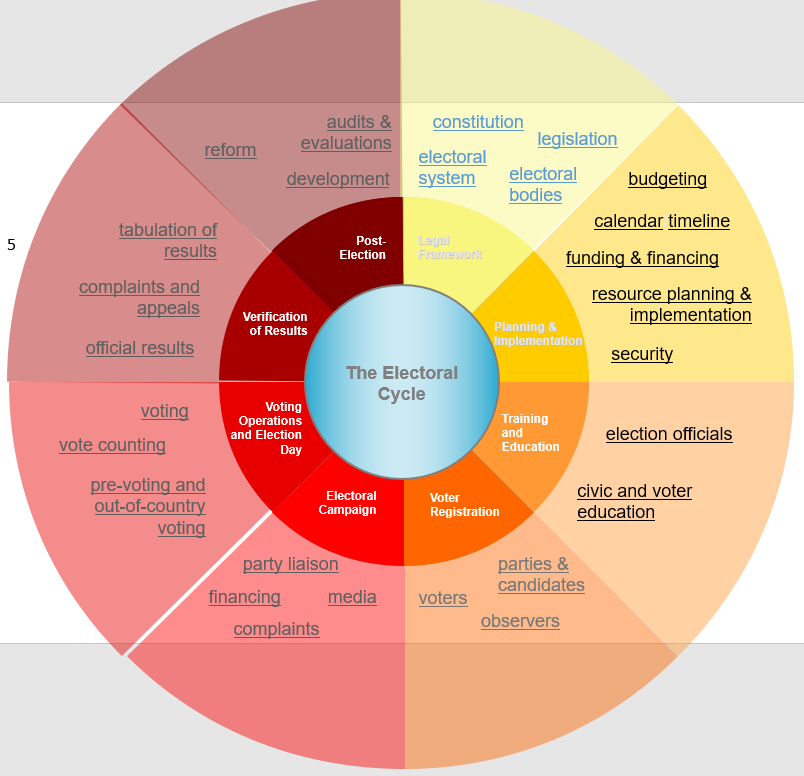 The Electoral
Cycle
Legal
Framework
constitution
legislation
electoral
system
electoral
bodies
Planning &
Implementation
budgeting
calendar timeline
funding & financing
resource planning &
implementation
security
Training
and
Education
election officials
civic and voter
education
Voter
Registration
parties &
candidates
voters
observers
Electoral
Campaign
party liaison
financing
media
complaints
Voting
Operations
and Election
Day
voting
vote counting
pre-voting and
out-of-country
voting
Verification
of Results
tabulation of
results
complaints and
appeals
official results
Post-
Election
audits &
evaluations
reform
development
5